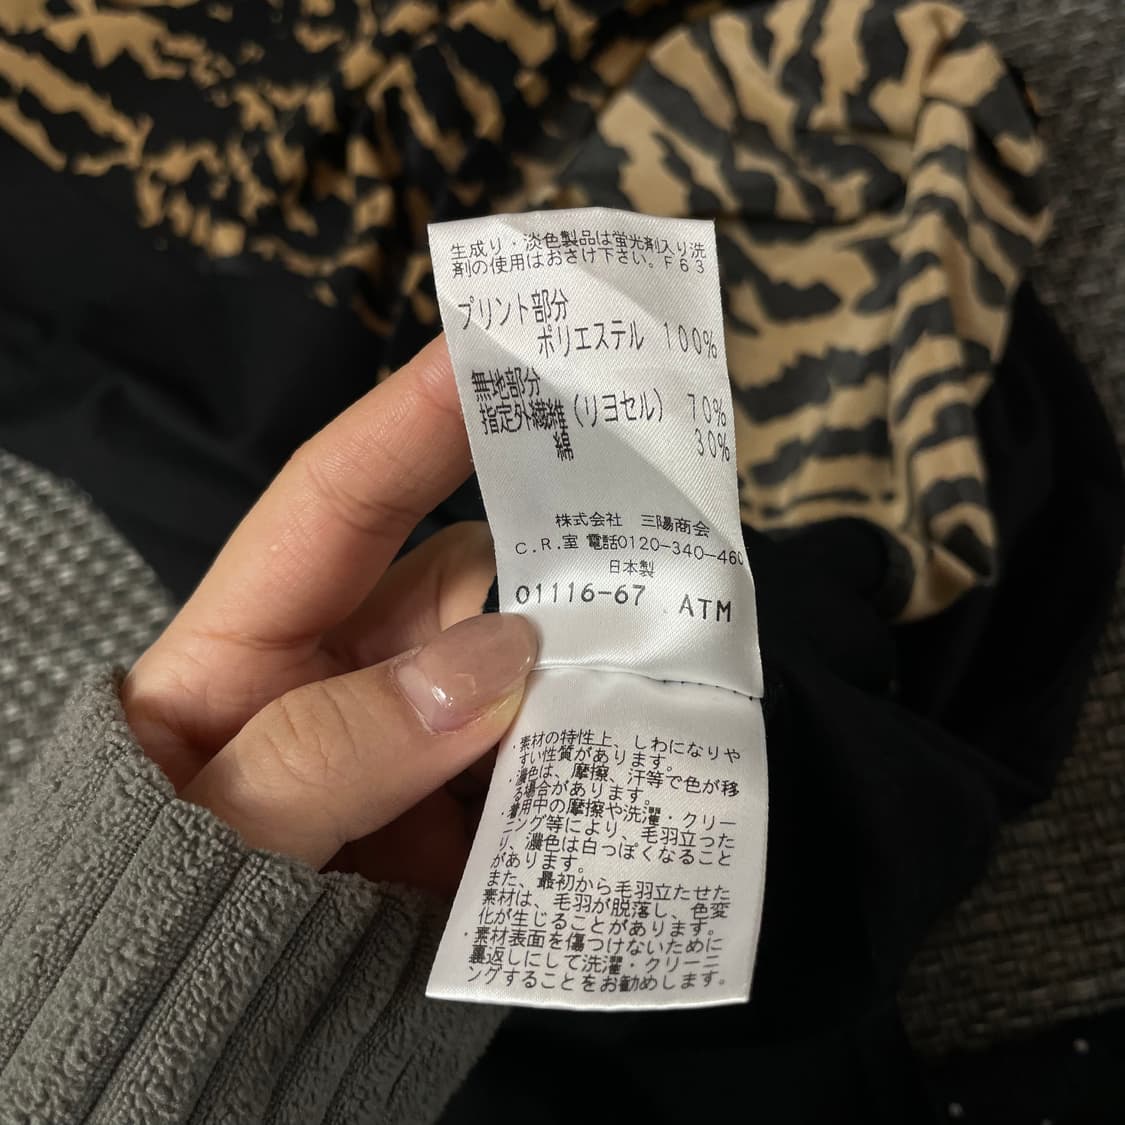 生成り・淡色製品は蛍光剤入り洗
剤の使用はおさけ下さい。F63
プリント部分
ポリエステル 100%
無地部分
指定外繊維(リヨセル) 70%
綿 30%
株式会社 三陽商会
C.R.室 電話0120-340-460
日本製
01116-67 ATM
・素材の特性上、しわになりや
すい性質があります。
・濃色は、摩擦、汗等で色が移
る場合があります。
・着用中の摩擦や洗濯・クリー
ニング等により、毛羽立った
り、濃色は白っぽくなること
があります。
また、最初から毛羽立たせた
素材は、毛羽が脱落し、色変
化が生じることがあります。
・素材表面を傷つけないために
裏返しにして洗濯・クリーニ
ングすることをお勧めします。